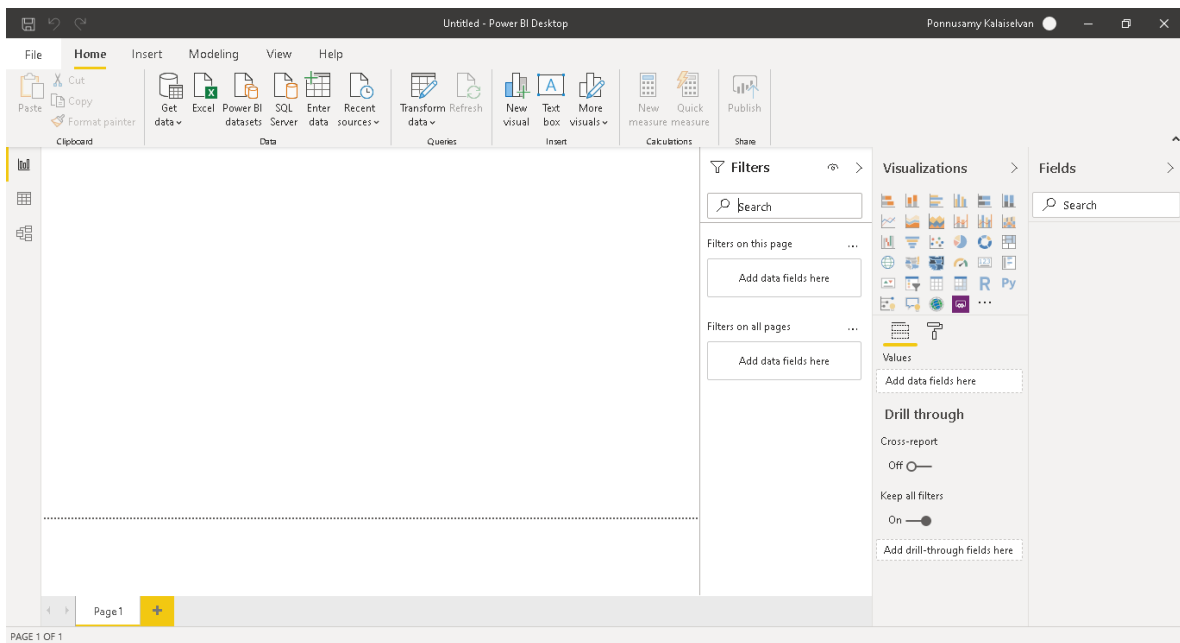 Untitled - Power BI Desktop
Ponnusamy Kalaiselvan
File Home Insert Modeling View Help
Paste
Cut
Copy
Format painter
Get data
Excel
Power BI datasets
SQL Server
Enter data
Recent sources
Transform data
Refresh
New visual
Text box
More visuals
New measure
Quick measure
Publish
Clipboard Data Queries Insert Calculations Share
Filters
Search
Filters on this page ...
Add data fields here
Filters on all pages ...
Add data fields here
Visualizations
123
R Py
...
Values
Add data fields here
Drill through
Cross-report
Off
Keep all filters
On
Add drill-through fields here
Fields
Search
Page 1
+
PAGE 1 OF 1